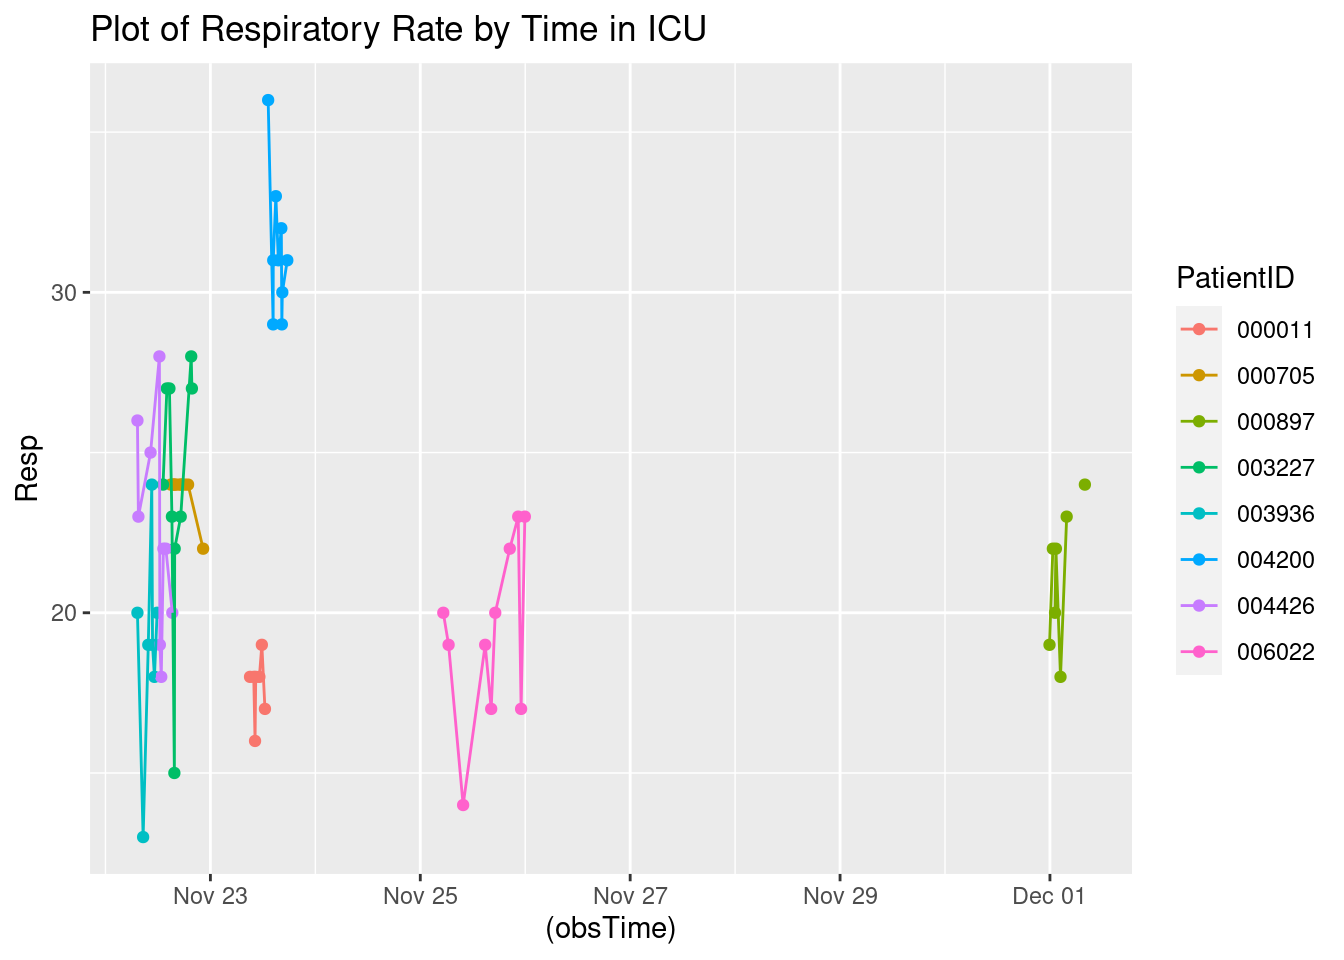 Plot of Respiratory Rate by Time in ICU
Resp
30
20
Nov 23
Nov 25
Nov 27
Nov 29
Dec 01
(obsTime)
PatientID
000011
000705
000897
003227
003936
004200
004426
006022